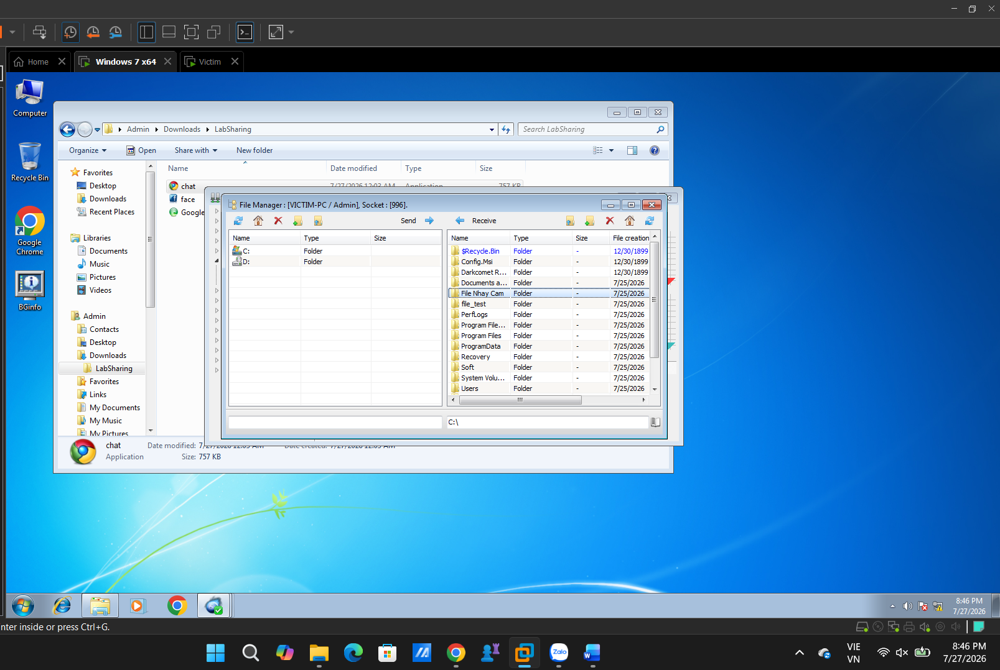 Home
Windows 7 x64
Victim
Computer
Recycle Bin
Google Chrome
BGinfo
Admin
Downloads
LabSharing
Search LabSharing
Organize
Open
Share with
New folder
Name
Date modified
Type
Size
Favorites
Desktop
Downloads
Recent Places
Libraries
Documents
Music
Pictures
Videos
Admin
Contacts
Desktop
Downloads
LabSharing
Favorites
Links
My Documents
My Music
My Pictures
chat 7/27/2026 12:03 AM Application 757 KB
face
Google
File Manager : [VICTIM-PC / Admin], Socket : [996].
Send
Receive
Name Type Size
C: Folder
D: Folder
Name Type Size File creation
$Recycle.Bin Folder - 12/30/1899
Config.Msi Folder - 12/30/1899
Darkcomet R... Folder - 12/30/1899
Documents a... Folder - 7/25/2026
File Nhay Cam Folder - 7/25/2026
file_test Folder - 7/25/2026
PerfLogs Folder - 7/25/2026
Program File... Folder - 7/25/2026
Program Files Folder - 7/25/2026
ProgramData Folder - 7/25/2026
Recovery Folder - 7/25/2026
Soft Folder - 7/25/2026
System Volu... Folder - 7/25/2026
Users Folder - 7/25/2026
C:\
chat Date modified: 7/27/2026 12:03 AM Date created: 7/27/2026 12:03 AM
Application Size: 757 KB
8:46 PM
7/27/2026
nter inside or press Ctrl+G.
Zalo
VIE
VN
8:46 PM
7/27/2026